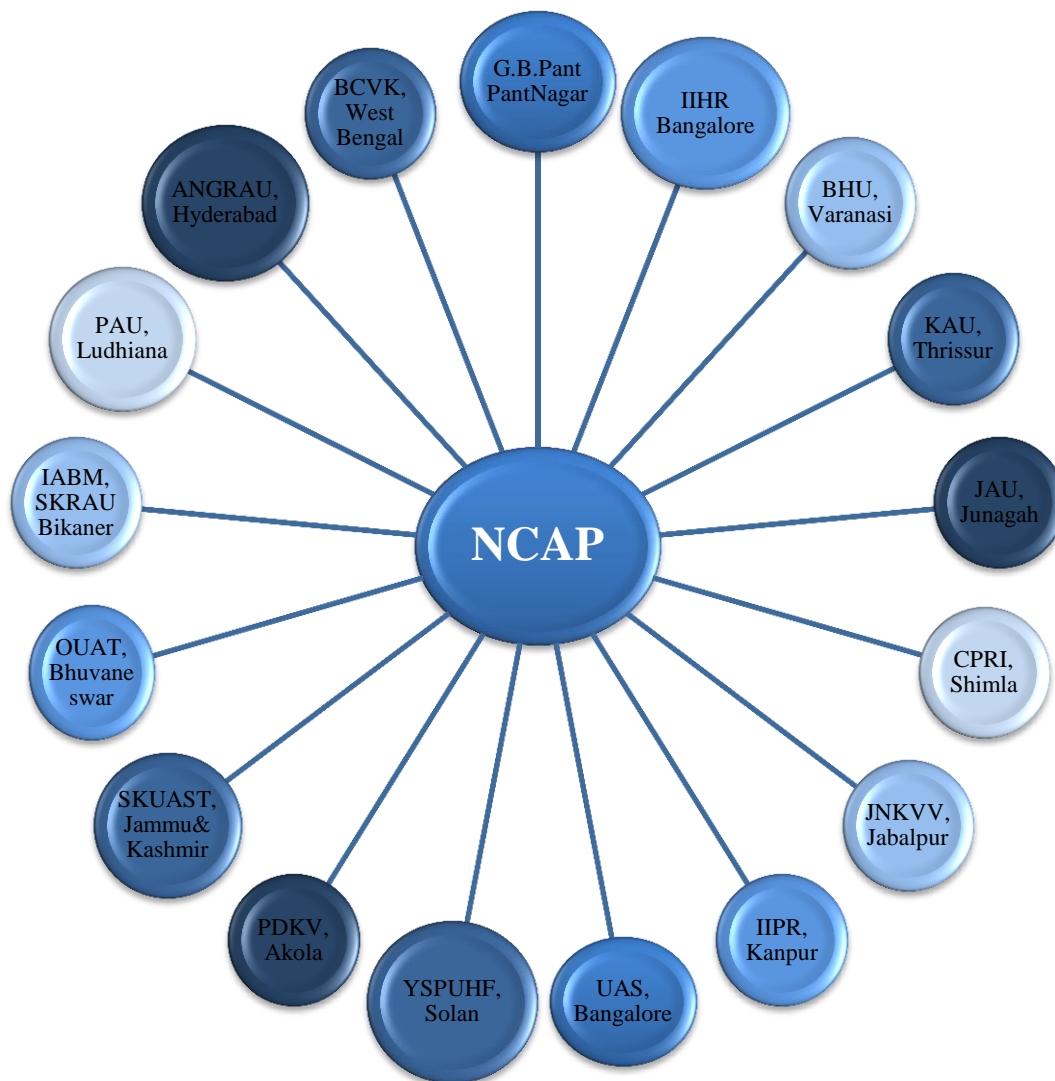 G.B.Pant
PantNagar
IIHR
Bangalore
BHU,
Varanasi
KAU,
Thrissur
JAU,
Junagah
CPRI,
Shimla
JNKVV,
Jabalpur
IIPR,
Kanpur
UAS,
Bangalore
YSPUHF,
Solan
PDKV,
Akola
SKUAST,
Jammu&
Kashmir
OUAT,
Bhuvane
swar
IABM,
SKRAU
Bikaner
PAU,
Ludhiana
ANGRAU,
Hyderabad
BCVK,
West
Bengal
NCAP